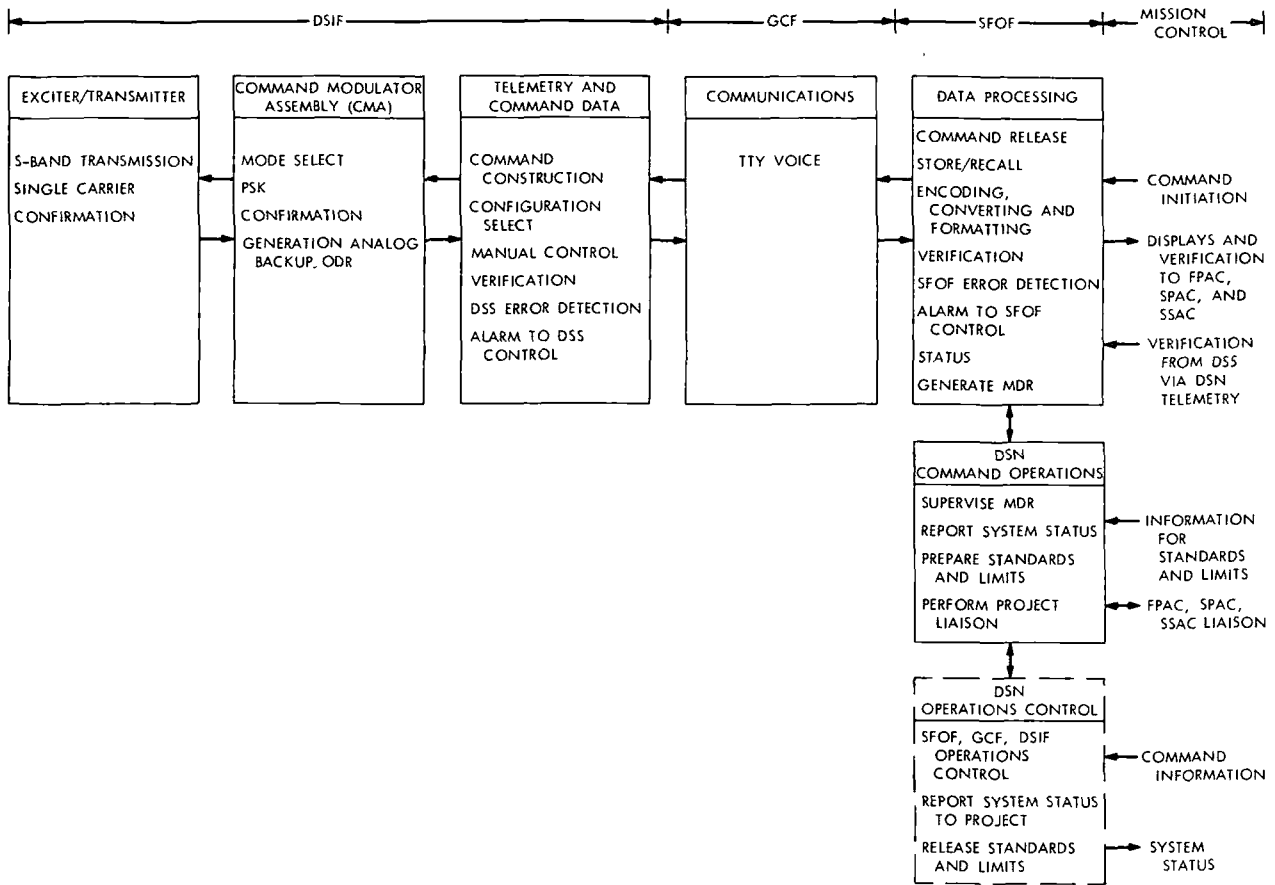 DSIF
GCF
SFOF
MISSION
CONTROL
EXCITER/TRANSMITTER
S-BAND TRANSMISSION
SINGLE CARRIER
CONFIRMATION
COMMAND MODULATOR
ASSEMBLY (CMA)
MODE SELECT
PSK
CONFIRMATION
GENERATION ANALOG
BACKUP, ODR
TELEMETRY AND
COMMAND DATA
COMMAND
CONSTRUCTION
CONFIGURATION
SELECT
MANUAL CONTROL
VERIFICATION
DSS ERROR DETECTION
ALARM TO DSS
CONTROL
COMMUNICATIONS
TTY VOICE
DATA PROCESSING
COMMAND RELEASE
STORE/RECALL
ENCODING,
CONVERTING AND
FORMATTING
VERIFICATION
SFOF ERROR DETECTION
ALARM TO SFOF
CONTROL
STATUS
GENERATE MDR
COMMAND
INITIATION
DISPLAYS AND
VERIFICATION
TO FPAC,
SPAC, AND
SSAC
VERIFICATION
FROM DSS
VIA DSN
TELEMETRY
DSN
COMMAND OPERATIONS
SUPERVISE MDR
REPORT SYSTEM STATUS
PREPARE STANDARDS
AND LIMITS
PERFORM PROJECT
LIAISON
INFORMATION
FOR
STANDARDS
AND LIMITS
FPAC, SPAC,
SSAC LIAISON
DSN
OPERATIONS CONTROL
SFOF, GCF, DSIF
OPERATIONS
CONTROL
REPORT SYSTEM STATUS
TO PROJECT
RELEASE STANDARDS
AND LIMITS
COMMAND
INFORMATION
SYSTEM
STATUS